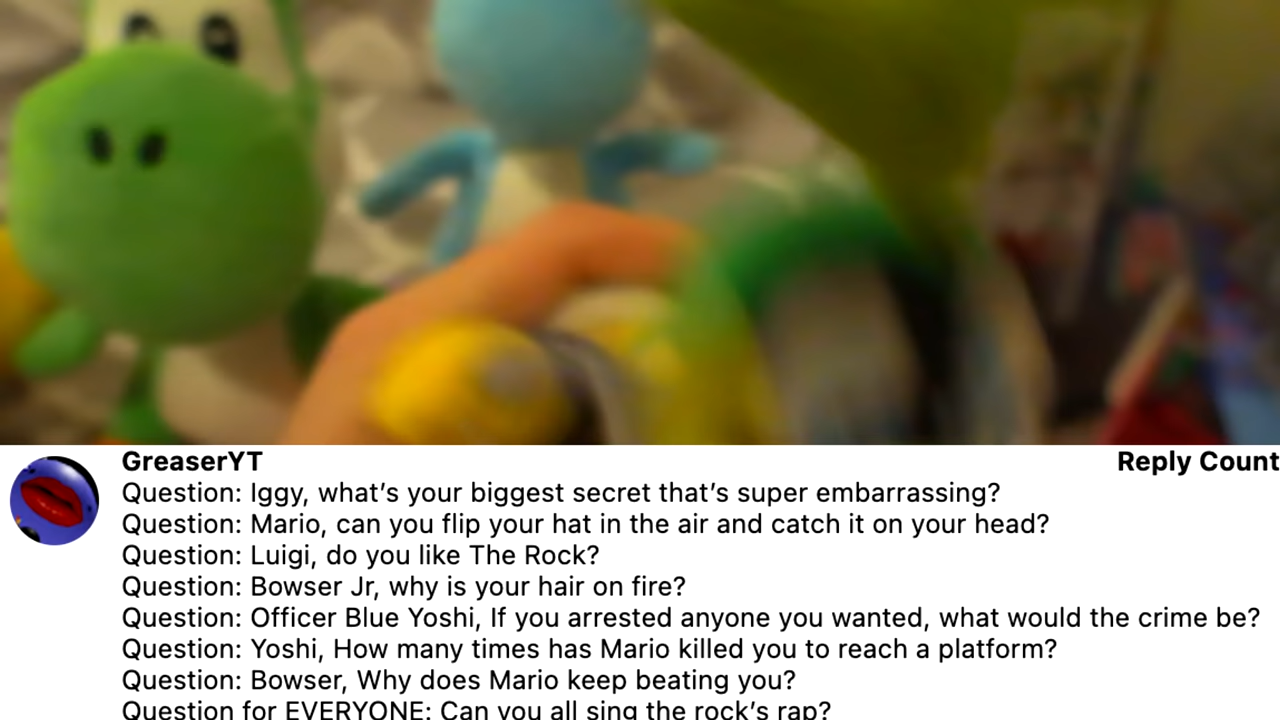 GreaserYT
Reply Count
Question: Iggy, what’s your biggest secret that’s super embarrassing?
Question: Mario, can you flip your hat in the air and catch it on your head?
Question: Luigi, do you like The Rock?
Question: Bowser Jr, why is your hair on fire?
Question: Officer Blue Yoshi, If you arrested anyone you wanted, what would the crime be?
Question: Yoshi, How many times has Mario killed you to reach a platform?
Question: Bowser, Why does Mario keep beating you?
Question for EVERYONE: Can you all sing the rock’s rap?